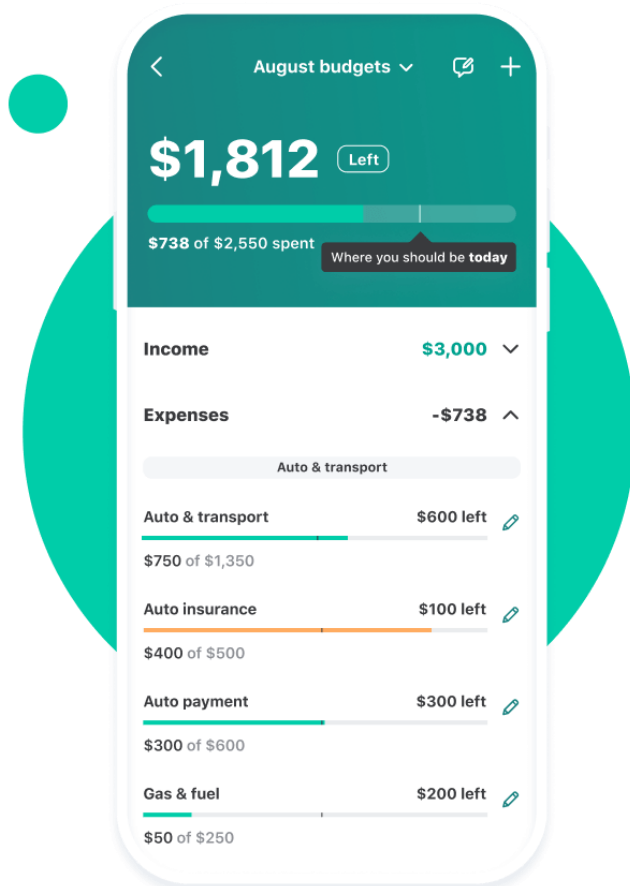 August budgets
$1,812 Left
$738 of $2,550 spent
Where you should be today
Income $3,000
Expenses -$738
Auto & transport
Auto & transport $600 left
$750 of $1,350
Auto insurance $100 left
$400 of $500
Auto payment $300 left
$300 of $600
Gas & fuel $200 left
$50 of $250